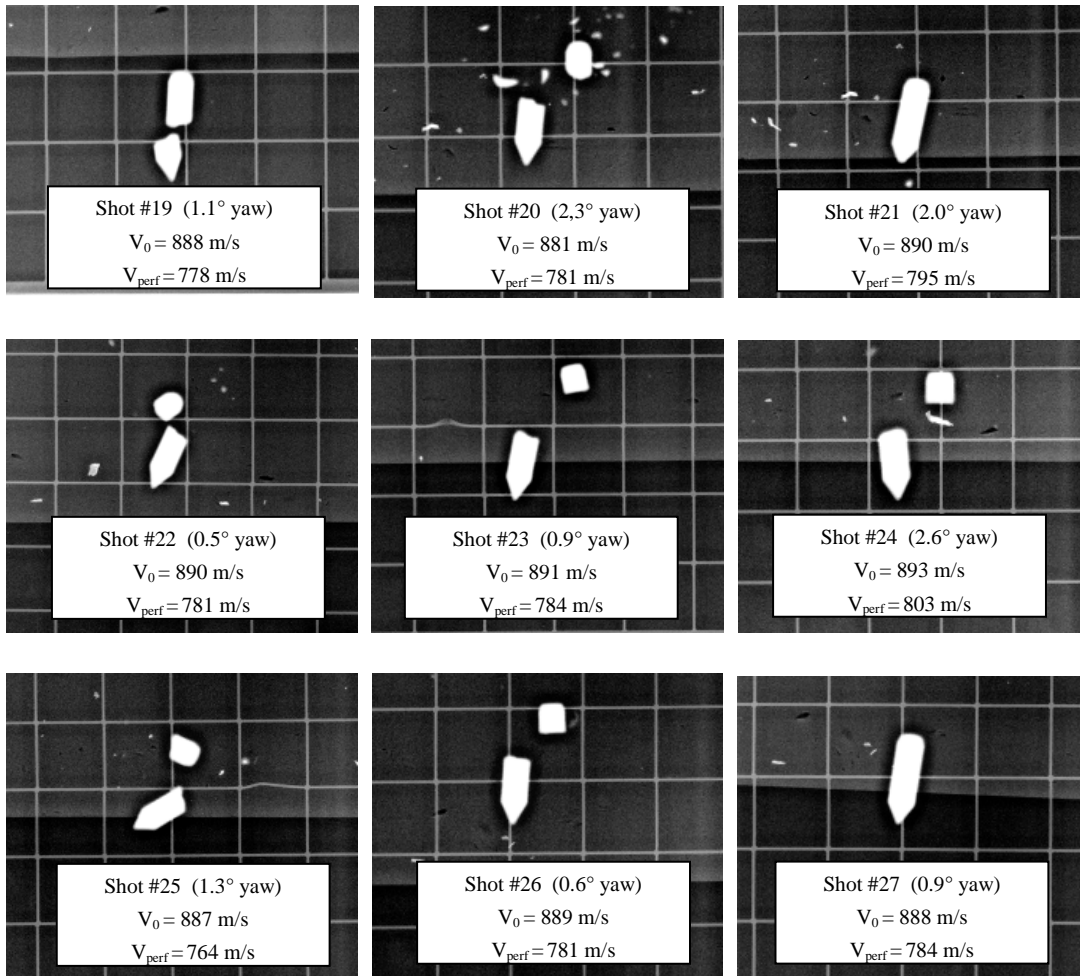 Shot #19 (1.1° yaw)
V₀ = 888 m/s
Vperf = 778 m/s
Shot #20 (2,3° yaw)
V₀ = 881 m/s
Vperf = 781 m/s
Shot #21 (2.0° yaw)
V₀ = 890 m/s
Vperf = 795 m/s
Shot #22 (0.5° yaw)
V₀ = 890 m/s
Vperf = 781 m/s
Shot #23 (0.9° yaw)
V₀ = 891 m/s
Vperf = 784 m/s
Shot #24 (2.6° yaw)
V₀ = 893 m/s
Vperf = 803 m/s
Shot #25 (1.3° yaw)
V₀ = 887 m/s
Vperf = 764 m/s
Shot #26 (0.6° yaw)
V₀ = 889 m/s
Vperf = 781 m/s
Shot #27 (0.9° yaw)
V₀ = 888 m/s
Vperf = 784 m/s